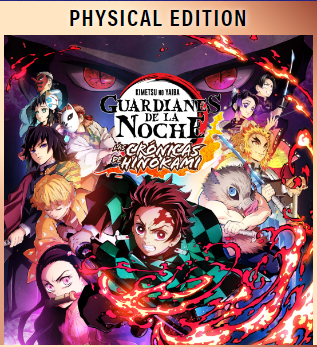 PHYSICAL EDITION
KIMETSU NO YAIBA
GUARDIANES
DE LA
NOCHE
LAS
CRÓNICAS
DE HINOKAMI